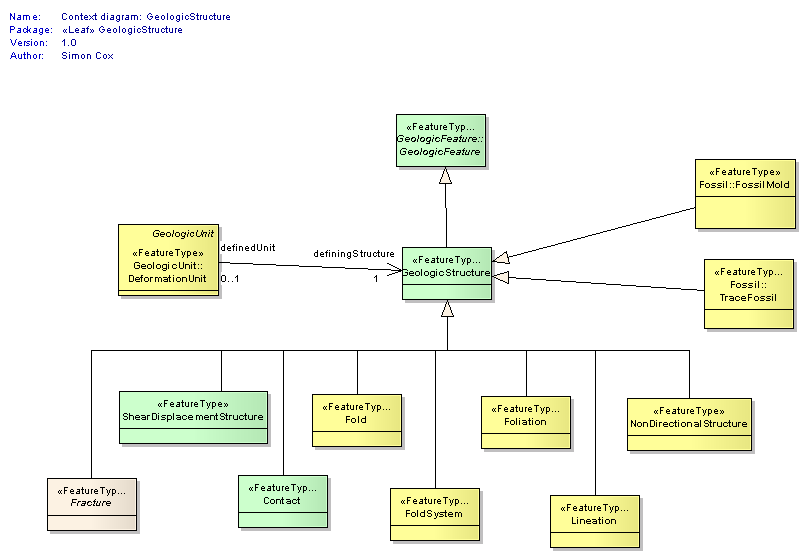 Name: Context diagram: GeologicStructure
Package: «Leaf» GeologicStructure
Version: 1.0
Author: Simon Cox
«FeatureTyp...
GeologicFeature::
GeologicFeature
«FeatureType»
Fossil::FossilMold
GeologicUnit
«FeatureType»
GeologicUnit::
DeformationUnit
definedUnit
0..1
definingStructure
1
«FeatureTyp...
GeologicStructure
«FeatureTyp...
Fossil::
TraceFossil
«FeatureType»
ShearDisplacementStructure
«FeatureTyp...
Fold
«FeatureTyp...
Foliation
«FeatureType»
NonDirectionalStructure
«FeatureTyp...
Fracture
«FeatureTyp...
Contact
«FeatureTyp...
FoldSystem
«FeatureTyp...
Lineation